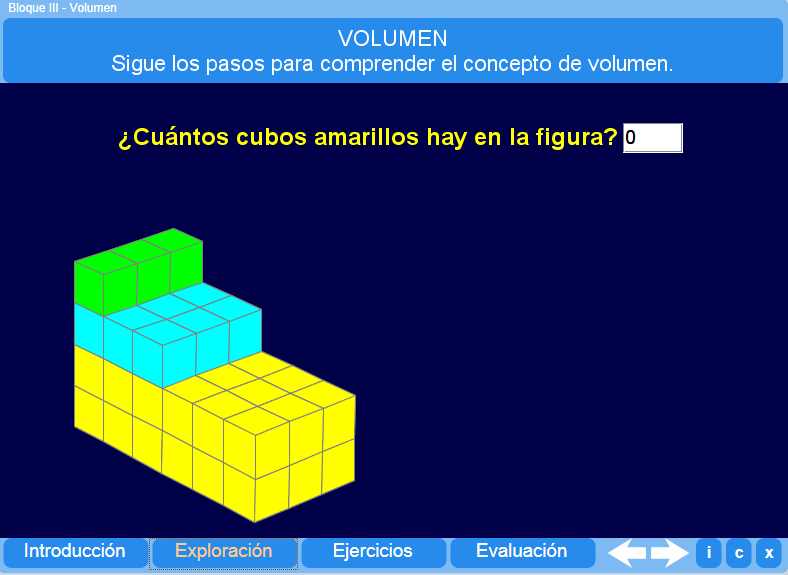 Bloque III - Volumen
VOLUMEN
Sigue los pasos para comprender el concepto de volumen.
¿Cuántos cubos amarillos hay en la figura? 0
Introducción Exploración Ejercicios Evaluación i c x